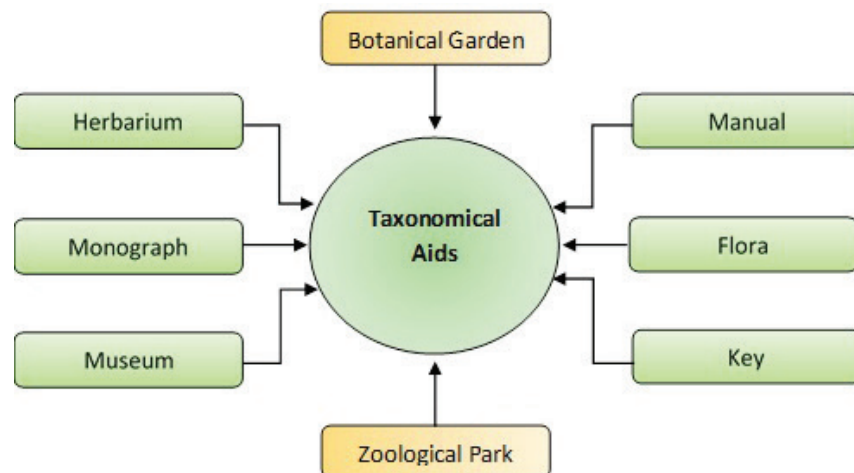 Botanical Garden
Herbarium
Manual
Taxonomical
Aids
Monograph
Flora
Museum
Key
Zoological Park